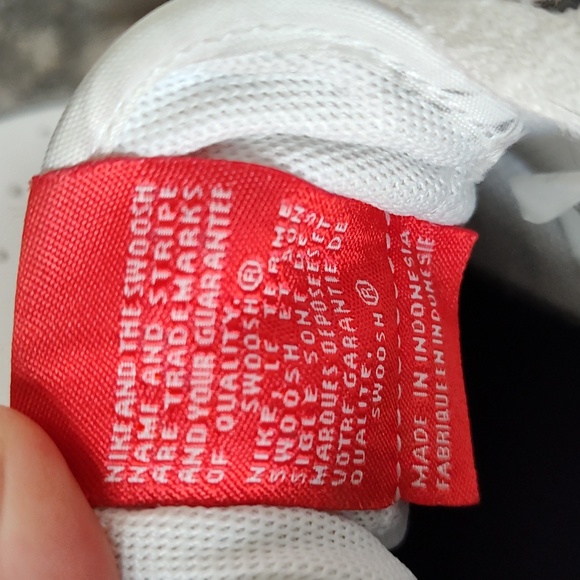 NIKE AND THE SWOOSH
NAME AND STRIPE
ARE TRADEMARKS
AND YOUR GUARANTEE
OF QUALITY.
SWOOSH®
NIKE, LE TERME
SWOOSH ET
SIGLE SONT
MARQUES DEPOSEES ET
VOTRE GARANTIE DE
QUALITE.
SWOOSH ®
MADE IN INDONESIA
FABRIQUE EN INDONESIE